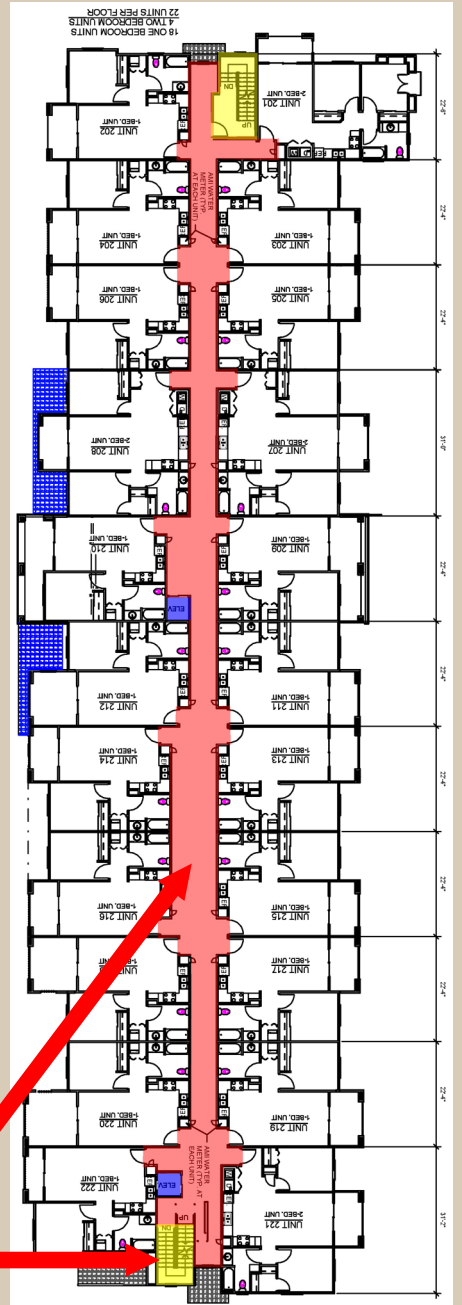 18 ONE BEDROOM UNITS
4 TWO BEDROOM UNITS
22 UNITS PER FLOOR
DN
UP
UNIT 201
2-BED. UNIT
UNIT 202
1-BED. UNIT
AMI WATER
METER (TYP.
AT EACH UNIT)
22'-4"
UNIT 203
1-BED. UNIT
UNIT 204
1-BED. UNIT
UNIT 205
1-BED. UNIT
UNIT 206
1-BED. UNIT
22'-4"
UNIT 207
2-BED. UNIT
UNIT 208
2-BED. UNIT
31'-0"
UNIT 209
1-BED. UNIT
UNIT 210
1-BED. UNIT
22'-4"
ELEV
UNIT 211
1-BED. UNIT
UNIT 212
1-BED. UNIT
22'-4"
UNIT 213
1-BED. UNIT
UNIT 214
1-BED. UNIT
22'-4"
UNIT 215
1-BED. UNIT
UNIT 216
1-BED. UNIT
22'-4"
UNIT 217
1-BED. UNIT
22'-4"
UNIT 219
1-BED. UNIT
UNIT 220
1-BED. UNIT
22'-4"
AMI WATER
METER (TYP. AT
EACH UNIT)
UNIT 221
2-BED. UNIT
UNIT 222
1-BED. UNIT
31'-2"
ELEV
UP
DN